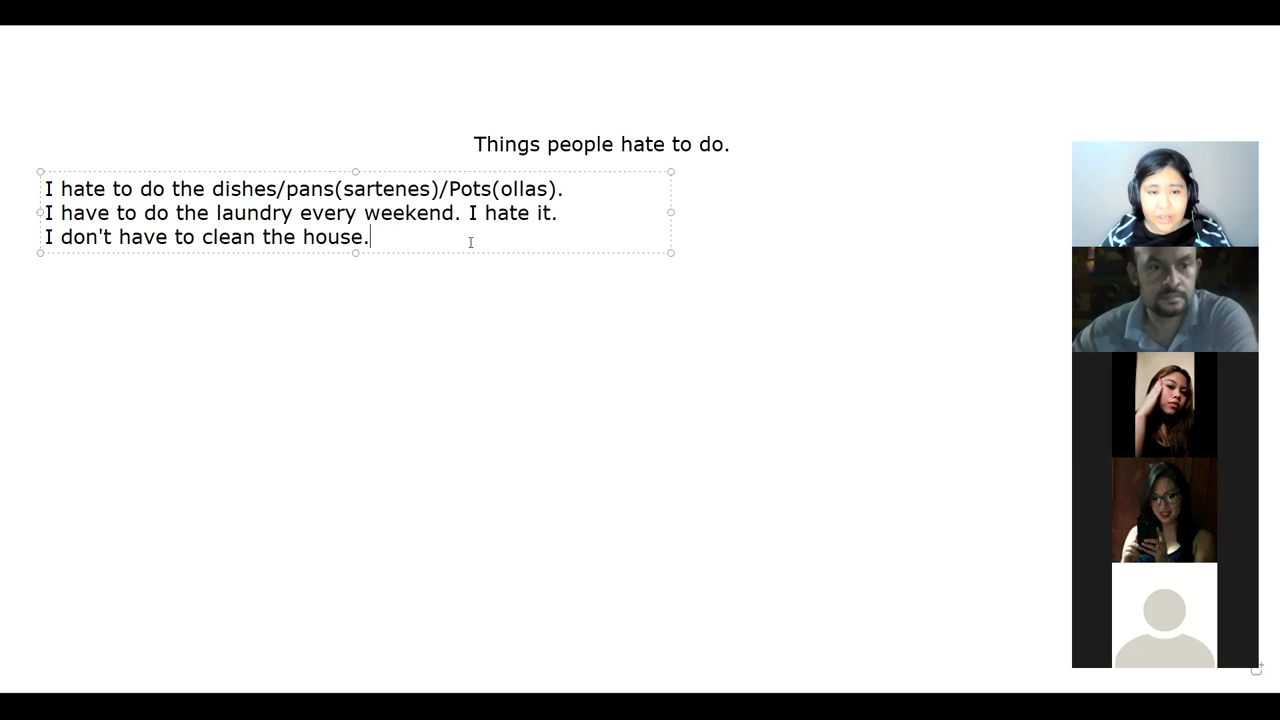 Things people hate to do.
I hate to do the dishes/pans(sartenes)/Pots(ollas).
I have to do the laundry every weekend. I hate it.
I don't have to clean the house.